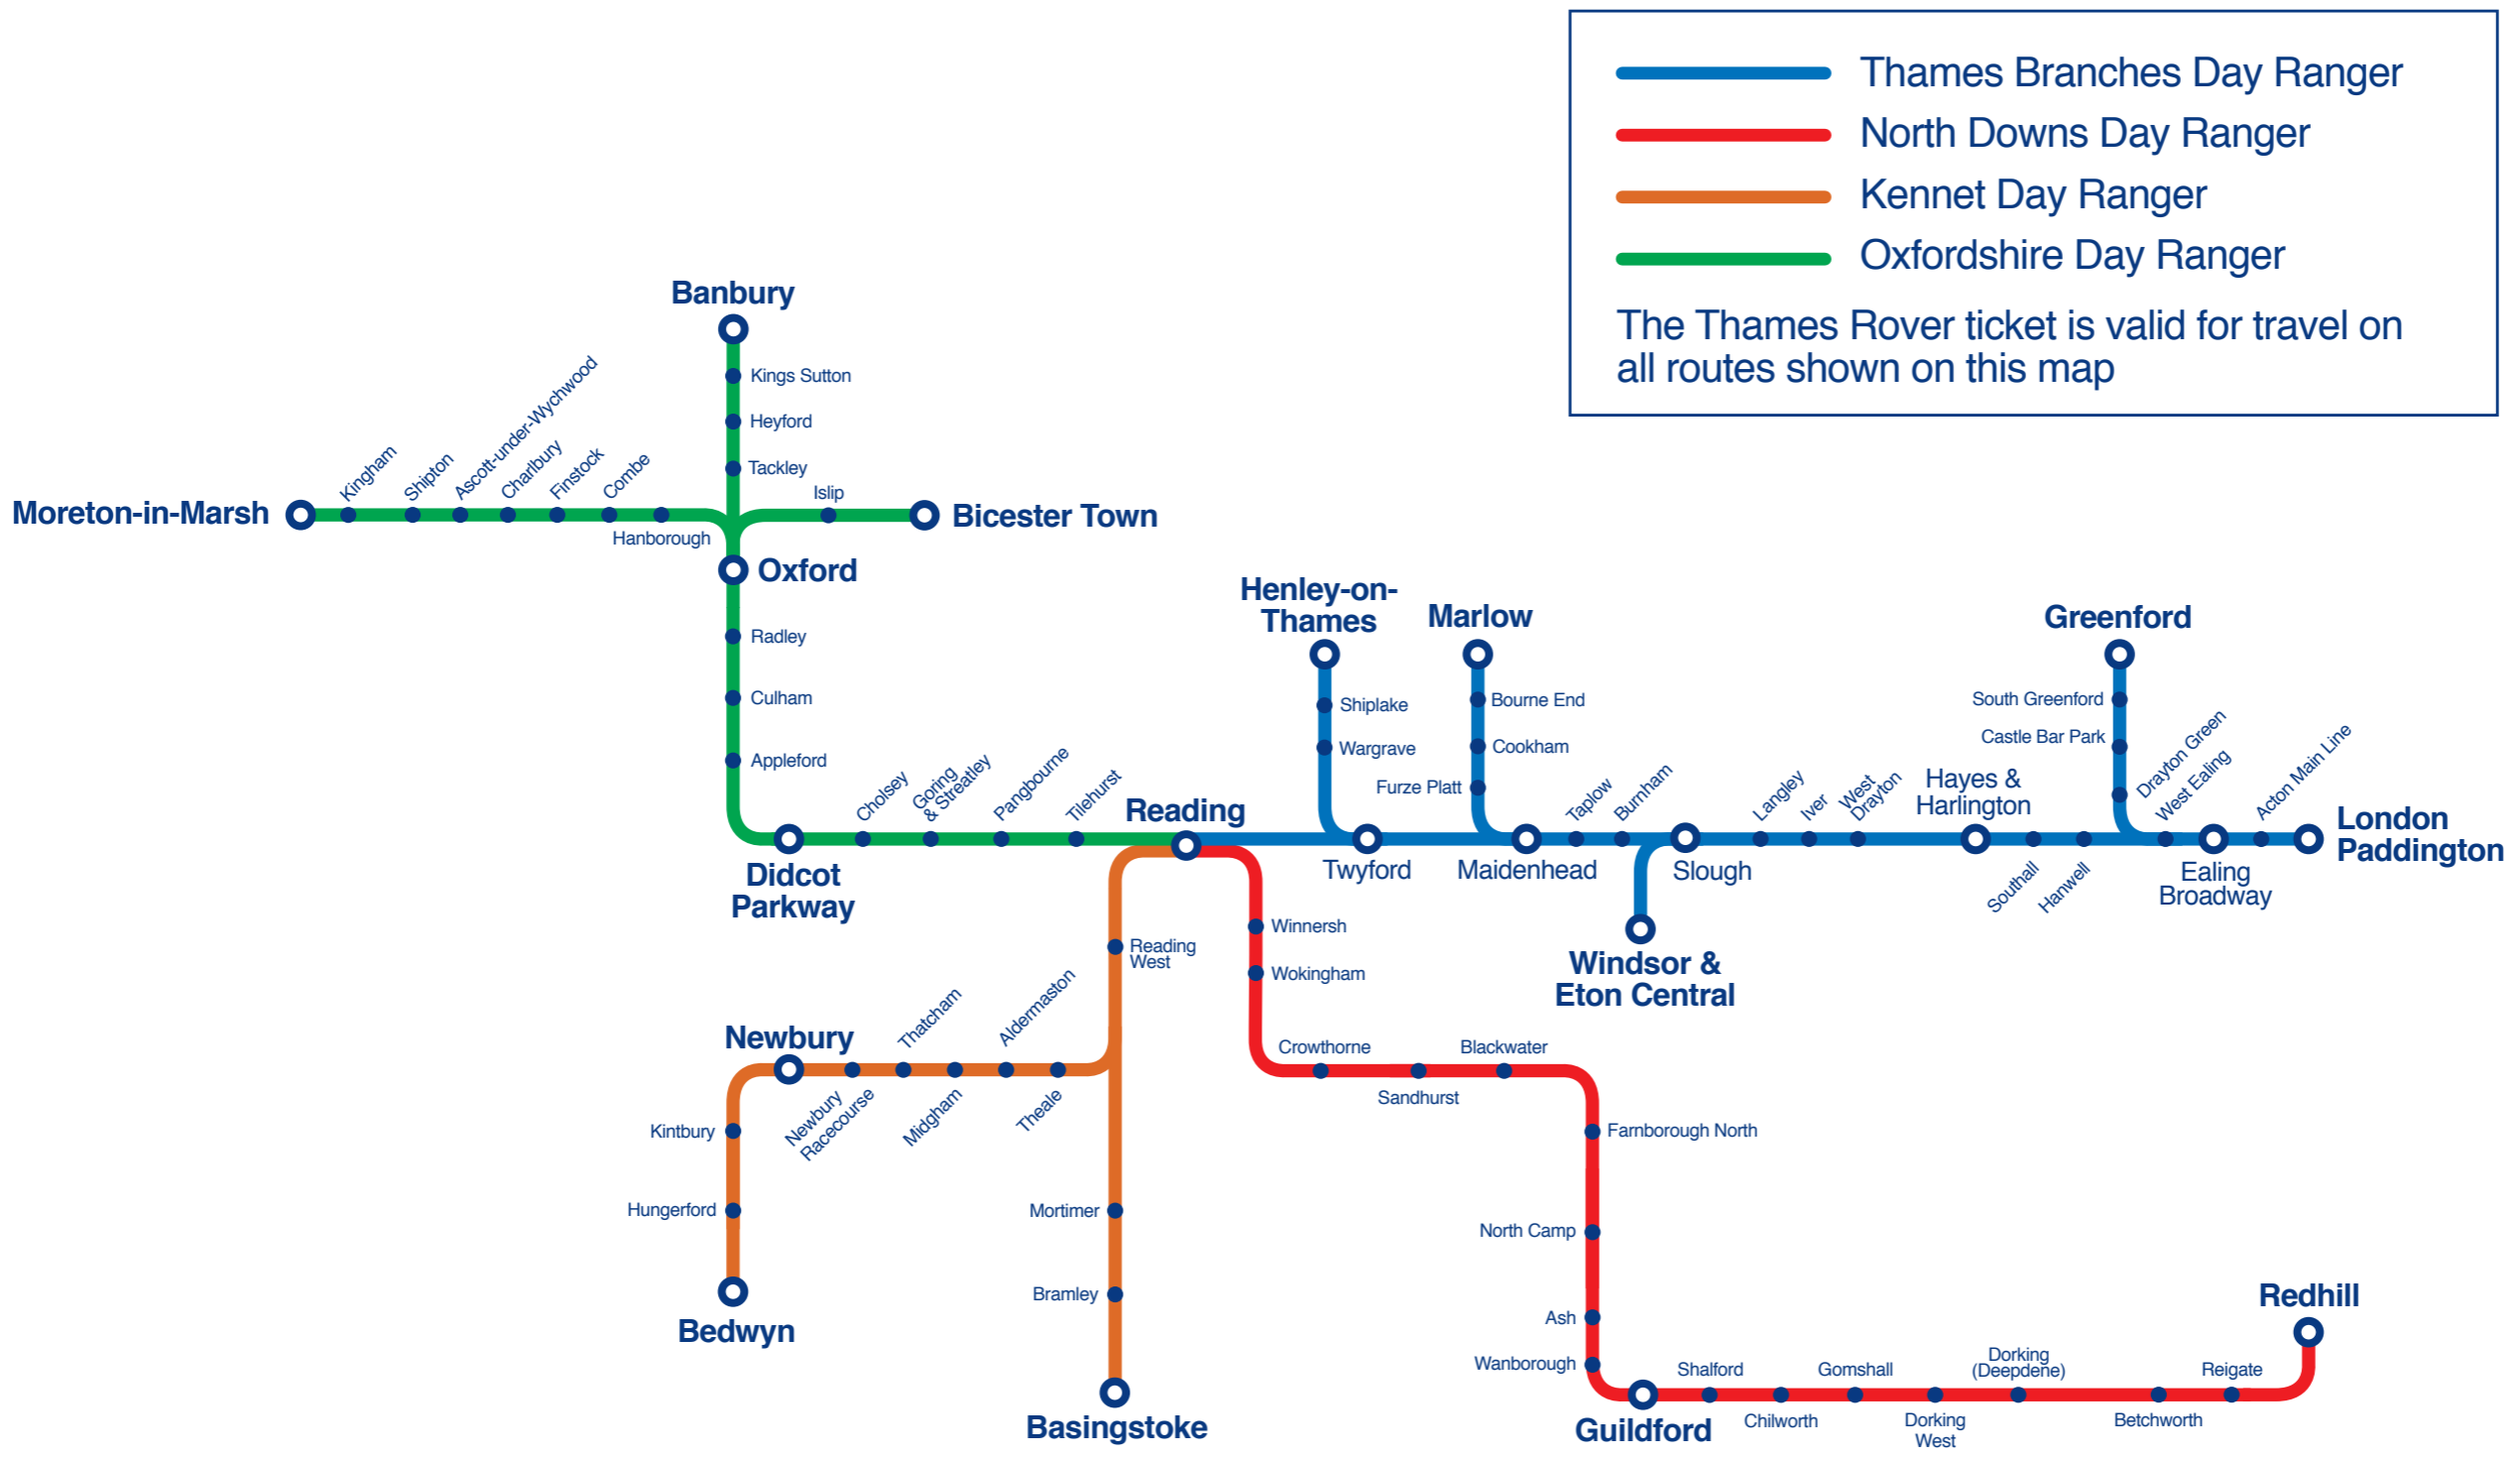 Thames Branches Day Ranger
North Downs Day Ranger
Kennet Day Ranger
Oxfordshire Day Ranger
The Thames Rover ticket is valid for travel on
all routes shown on this map
Banbury
Kings Sutton
Heyford
Tackley
Moreton-in-Marsh
Kingham
Shipton
Ascott-under-Wychwood
Charlbury
Finstock
Combe
Hanborough
Islip
Bicester Town
Oxford
Radley
Culham
Appleford
Didcot
Parkway
Cholsey
Goring
& Streatley
Pangbourne
Tilehurst
Reading
Henley-on-
Thames
Shiplake
Wargrave
Twyford
Marlow
Bourne End
Cookham
Furze Platt
Maidenhead
Taplow
Burnham
Slough
Windsor &
Eton Central
Langley
Iver
West
Drayton
Hayes &
Harlington
Southall
Hanwell
Greenford
South Greenford
Castle Bar Park
Drayton Green
West Ealing
Ealing
Broadway
Acton Main Line
London
Paddington
Reading
West
Newbury
Thatcham
Aldermaston
Newbury
Racecourse
Midgham
Theale
Kintbury
Hungerford
Bedwyn
Mortimer
Bramley
Basingstoke
Winnersh
Wokingham
Crowthorne
Sandhurst
Blackwater
Farnborough North
North Camp
Ash
Wanborough
Guildford
Shalford
Chilworth
Gomshall
Dorking
West
Dorking
(Deepdene)
Betchworth
Reigate
Redhill